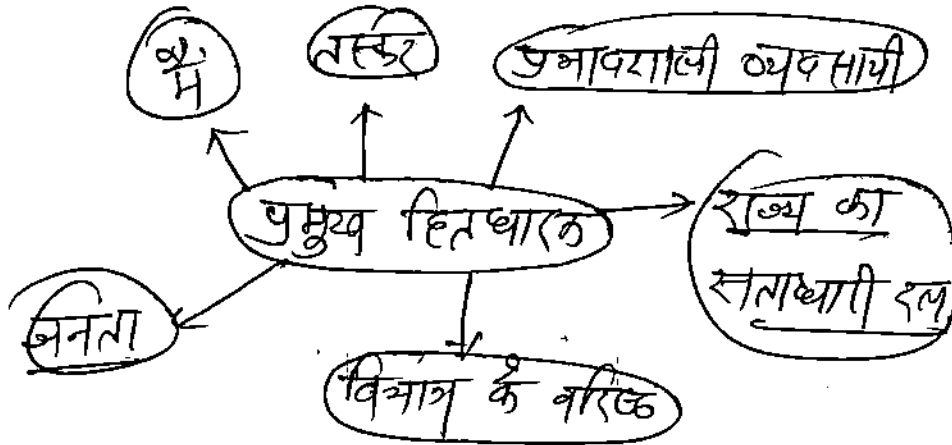 मैं
तस्कर
प्रभावशाली व्यवसायी
प्रमुख हितधारक
राज्य का
सत्ताधारी दल
जनता
विभाग के वरिष्ठ